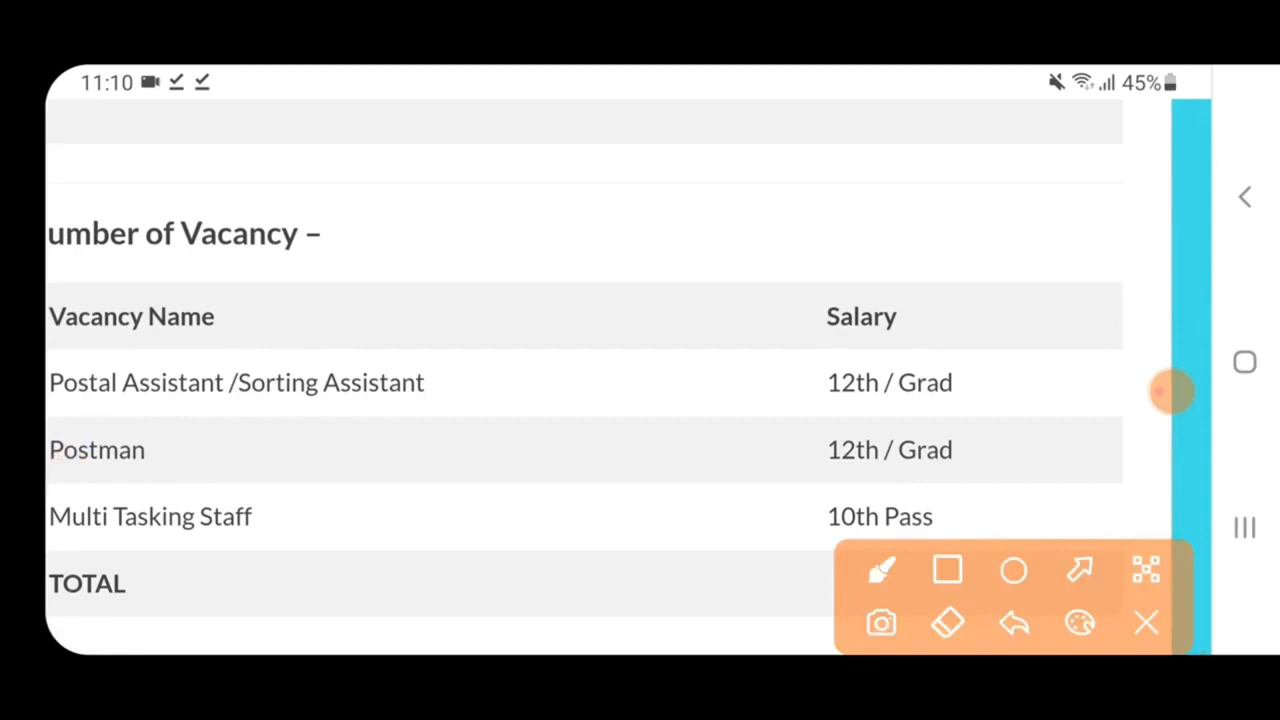 11:10 45%
umber of Vacancy –
Vacancy Name Salary
Postal Assistant /Sorting Assistant 12th / Grad
Postman 12th / Grad
Multi Tasking Staff 10th Pass
TOTAL